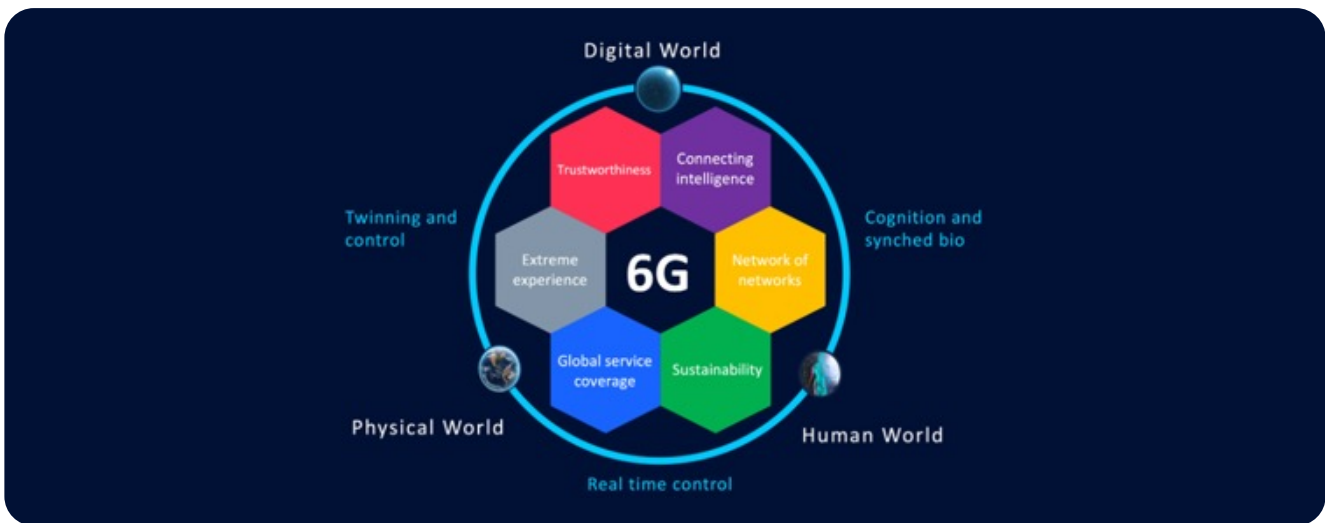 Digital World
Trustworthiness
Connecting
intelligence
Twinning and
control
Cognition and
synched bio
Extreme
experience
6G
Network of
networks
Global service
coverage
Sustainability
Physical World
Human World
Real time control